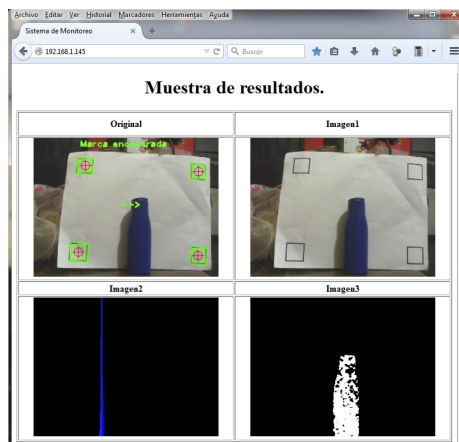 Archivo Editar Ver Historial Marcadores Herramientas Ayuda
Sistema de Monitoreo
192.168.1.145
Buscar
Muestra de resultados.
Original
Imagen1
Marca encontrada
Imagen2
Imagen3